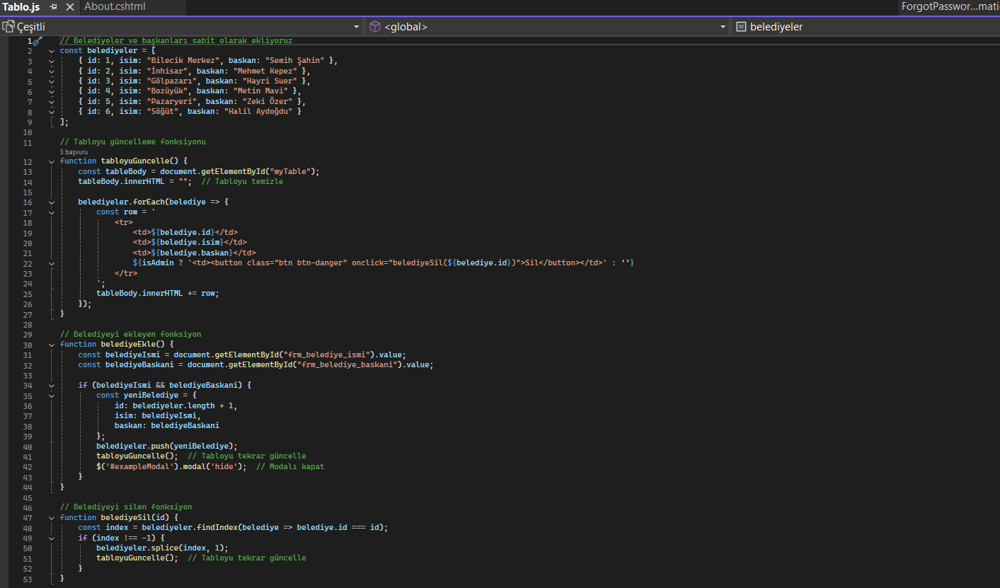 Tablo.js About.cshtml ForgotPasswor...mati
Çeşitli <global> belediyeler
1 // Belediyeler ve başkanları sabit olarak ekliyoruz
2 const belediyeler = [
3 { id: 1, isim: "Bilecik Merkez", baskan: "Semih Şahin" },
4 { id: 2, isim: "İnhisar", baskan: "Mehmet Kepez" },
5 { id: 3, isim: "Gölpazarı", baskan: "Hayri Suer" },
6 { id: 4, isim: "Bozüyük", baskan: "Metin Mavi" },
7 { id: 5, isim: "Pazaryeri", baskan: "Zeki Özer" },
8 { id: 6, isim: "Söğüt", baskan: "Halil Aydoğdu" }
9 ];
10
11 // Tabloyu güncelleme fonksiyonu
3 başvuru
12 function tabloyuGuncelle() {
13 const tableBody = document.getElementById("myTable");
14 tableBody.innerHTML = ""; // Tabloyu temizle
15
16 belediyeler.forEach(belediye => {
17 const row = `
18 <tr>
19 <td>${belediye.id}</td>
20 <td>${belediye.isim}</td>
21 <td>${belediye.baskan}</td>
22 ${isAdmin ? `<td><button class="btn btn-danger" onclick="belediyeSil(${belediye.id})">Sil</button></td>` : ''}
23 </tr>
24 `;
25 tableBody.innerHTML += row;
26 });
27 }
28
29 // Belediyeyi ekleyen fonksiyon
30 function belediyeEkle() {
31 const belediyeIsmi = document.getElementById("frm_belediye_ismi").value;
32 const belediyeBaskani = document.getElementById("frm_belediye_baskani").value;
33
34 if (belediyeIsmi && belediyeBaskani) {
35 const yeniBelediye = {
36 id: belediyeler.length + 1,
37 isim: belediyeIsmi,
38 baskan: belediyeBaskani
39 };
40 belediyeler.push(yeniBelediye);
41 tabloyuGuncelle(); // Tabloyu tekrar güncelle
42 $('#exampleModal').modal('hide'); // Modalı kapat
43 }
44 }
45
46 // Belediyeyi silen fonksiyon
47 function belediyeSil(id) {
48 const index = belediyeler.findIndex(belediye => belediye.id === id);
49 if (index !== -1) {
50 belediyeler.splice(index, 1);
51 tabloyuGuncelle(); // Tabloyu tekrar güncelle
52 }
53 }